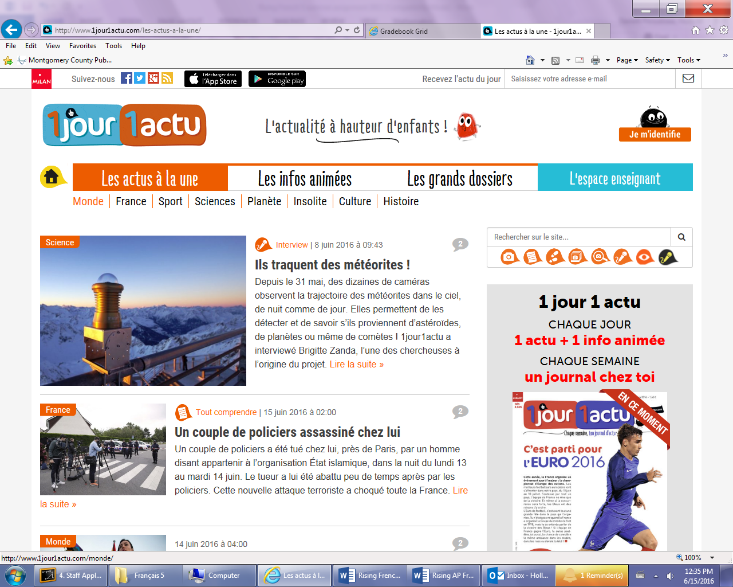 http://www.1jour1actu.com/les-actus-a-la-une/
Gradebook Grid
Les actus à la une - 1jour1a...
File Edit View Favorites Tools Help
Montgomery County Pub...
Page Safety Tools
MILAN
Suivez-nous
Télécharger dans
l'App Store
Google play
Recevez l'actu du jour
Saisissez votre adresse e-mail
1jour1actu
L'actualité à hauteur d'enfants !
Je m'identifie
Les actus à la une
Les infos animées
Les grands dossiers
L'espace enseignant
Monde France Sport Sciences Planète Insolite Culture Histoire
Science
Interview | 8 juin 2016 à 09:43
2
Ils traquent des météorites !
Depuis le 31 mai, des dizaines de caméras
observent la trajectoire des météorites dans le ciel,
de nuit comme de jour. Elles permettent de les
détecter et de savoir s'ils proviennent d'astéroïdes,
de planètes ou même de comètes ! 1jour1actu a
interviewé Brigitte Zanda, l'une des chercheuses à
l'origine du projet. Lire la suite »
France
Tout comprendre | 15 juin 2016 à 02:00
2
Un couple de policiers assassiné chez lui
Un couple de policiers a été tué chez lui, près de Paris, par un homme
disant appartenir à l'organisation État islamique, dans la nuit du lundi 13
au mardi 14 juin. Le tueur a lui été abattu peu de temps après par les
policiers. Cette nouvelle attaque terroriste a choqué toute la France. Lire
la suite »
Monde
14 juin 2016 à 04:00
2
Rechercher sur le site...
1 jour 1 actu
CHAQUE JOUR
1 actu + 1 info animée
CHAQUE SEMAINE
un journal chez toi
EN CE MOMENT
1jour1actu
C'est parti pour
l'EURO 2016
http://www.1jour1actu.com/monde/
100%
4. Staff Appl...
Français 5
Computer
Les actus à l...
Rising Frenc...
Rising AP Fr...
Inbox - Holl...
1 Reminder(s)
12:35 PM
6/15/2016